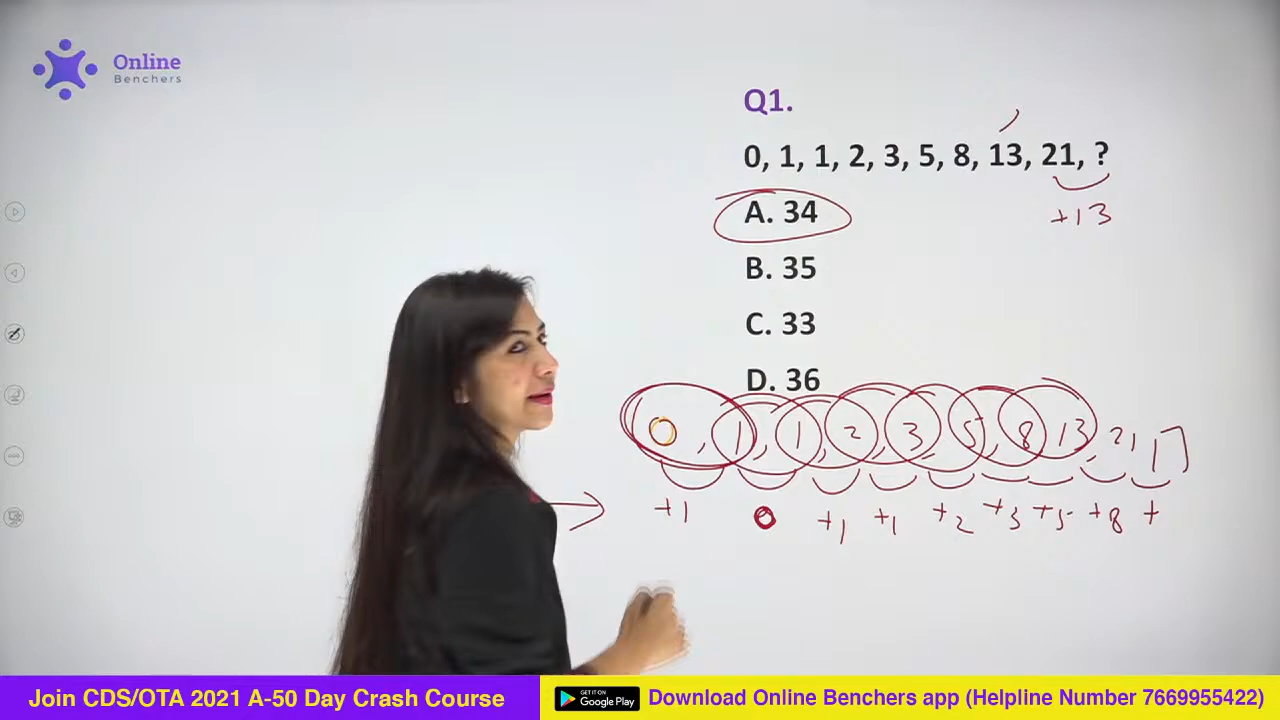 Online
Benchers
Q1.
0, 1, 1, 2, 3, 5, 8, 13, 21, ?
+13
A. 34
B. 35
C. 33
D. 36
0, 1, 1, 2, 3, 5, 8, 13, 21,
+1 0 +1 +1 +2 +3 +5 +8 +
Join CDS/OTA 2021 A-50 Day Crash Course
GET IT ON
Google Play
Download Online Benchers app (Helpline Number 7669955422)